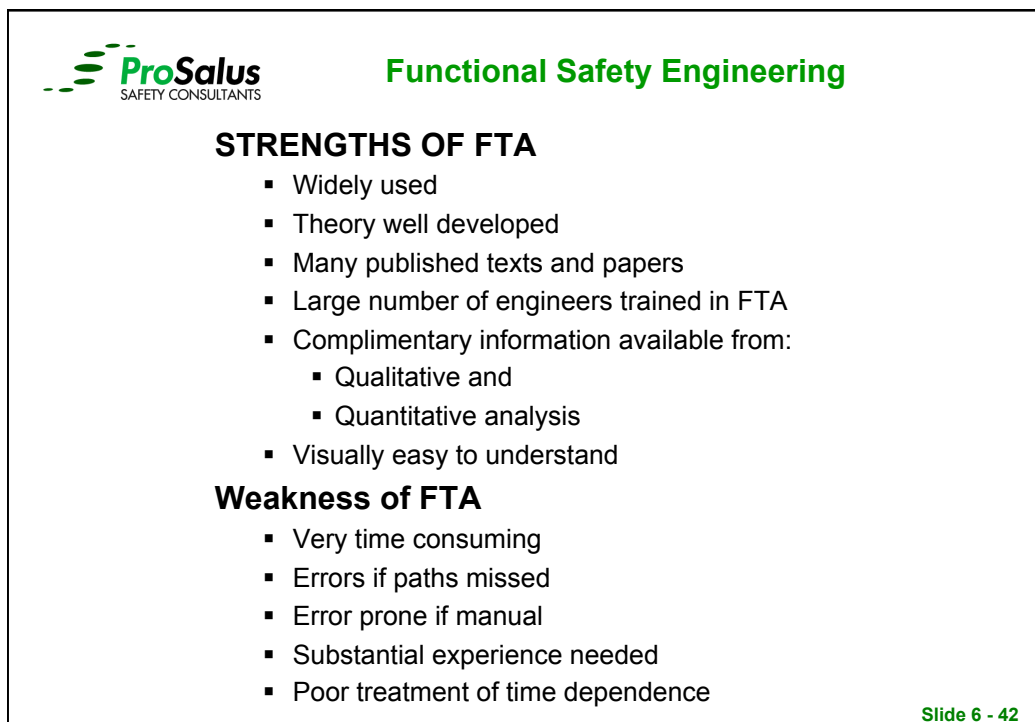 ProSalus
SAFETY CONSULTANTS
Functional Safety Engineering
STRENGTHS OF FTA
▪ Widely used
▪ Theory well developed
▪ Many published texts and papers
▪ Large number of engineers trained in FTA
▪ Complimentary information available from:
▪ Qualitative and
▪ Quantitative analysis
▪ Visually easy to understand
Weakness of FTA
▪ Very time consuming
▪ Errors if paths missed
▪ Error prone if manual
▪ Substantial experience needed
▪ Poor treatment of time dependence
Slide 6 - 42